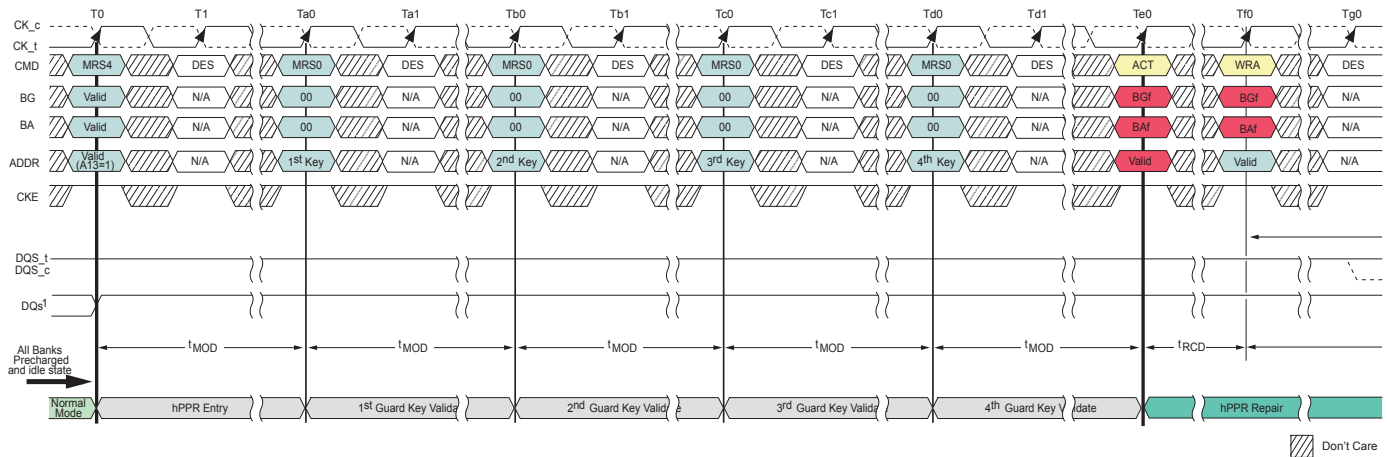 T0 T1 Ta0 Ta1 Tb0 Tb1 Tc0 Tc1 Td0 Td1 Te0 Tf0 Tg0
CK_c
CK_t
CMD MRS4 DES MRS0 DES MRS0 DES MRS0 DES MRS0 DES ACT WRA DES
BG Valid N/A 00 N/A 00 N/A 00 N/A 00 N/A BGf BGf N/A
BA Valid N/A 00 N/A 00 N/A 00 N/A 00 N/A BAf BAf N/A
ADDR Valid (A13=1) N/A 1st Key N/A 2nd Key N/A 3rd Key N/A 4th Key N/A Valid Valid N/A
CKE
DQS_t
DQS_c
DQs1
tMOD tMOD tMOD tMOD tMOD tRCD
All Banks
Precharged
and idle state
Normal Mode hPPR Entry 1st Guard Key Valida 2nd Guard Key Valid e 3rd Guard Key Validate 4th Guard Key V idate hPPR Repair
Don't Care